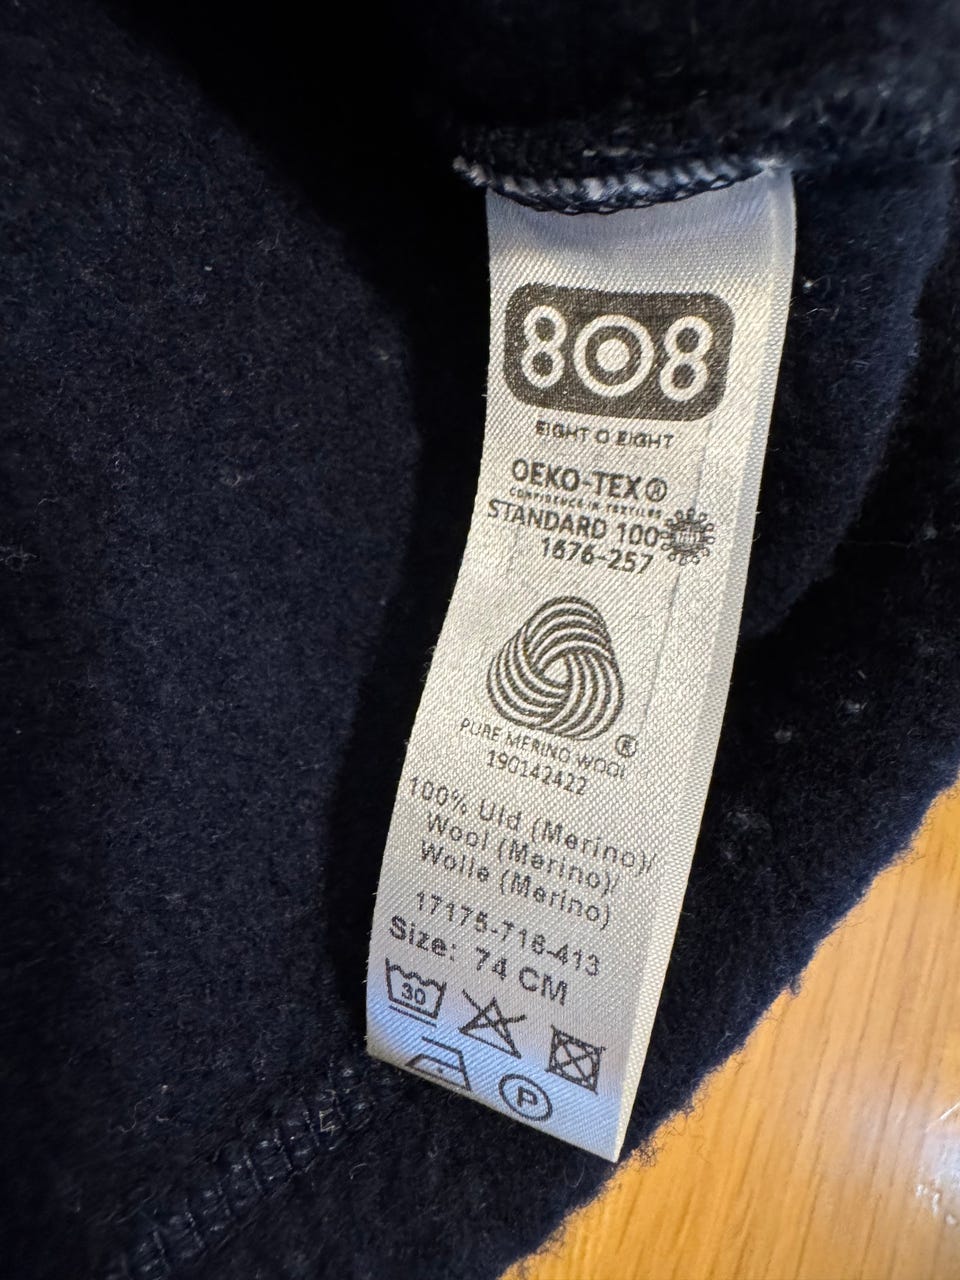 808
EIGHT O EIGHT
OEKO-TEX®
CONFIDENCE IN TEXTILES
STANDARD 100
1676-257
®
PURE MERINO WOOL
190142422
100% Uld (Merino)/
Wool (Merino)/
Wolle (Merino)
17175-718-413
Size: 74 CM
30
P